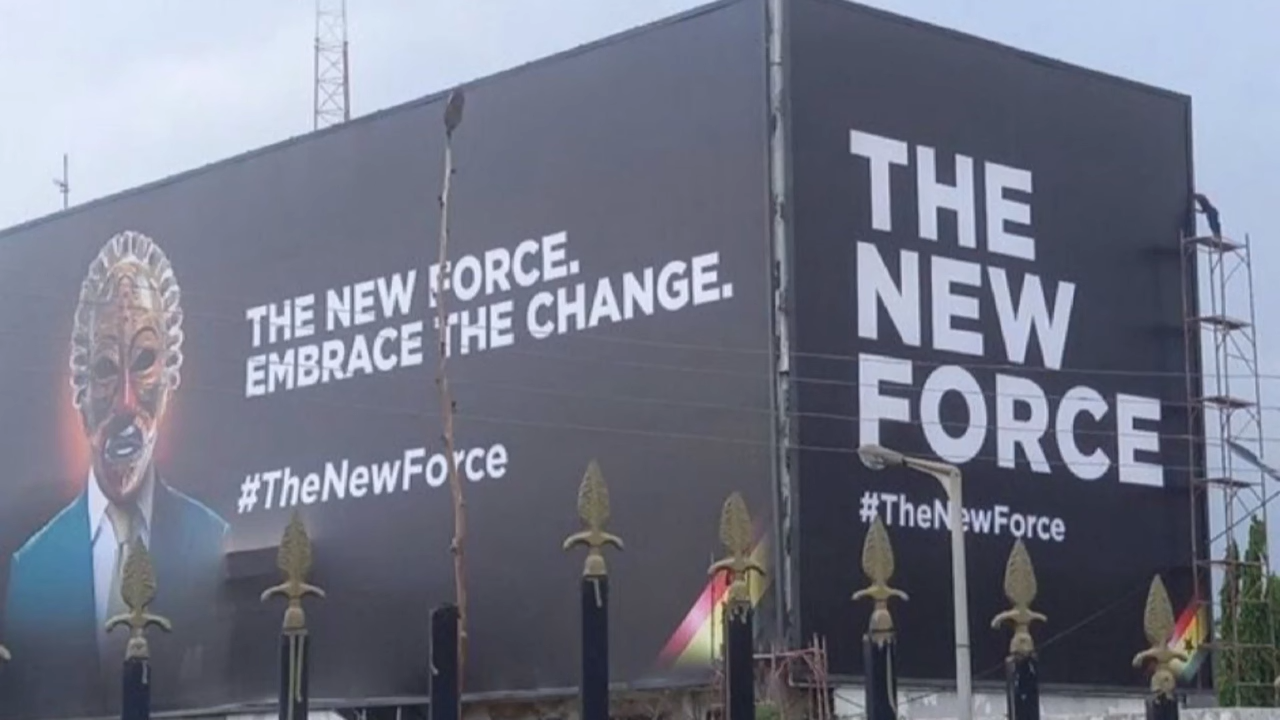 THE NEW FORCE.
EMBRACE THE CHANGE.
#TheNewForce
THE
NEW
FORCE
#TheNewForce